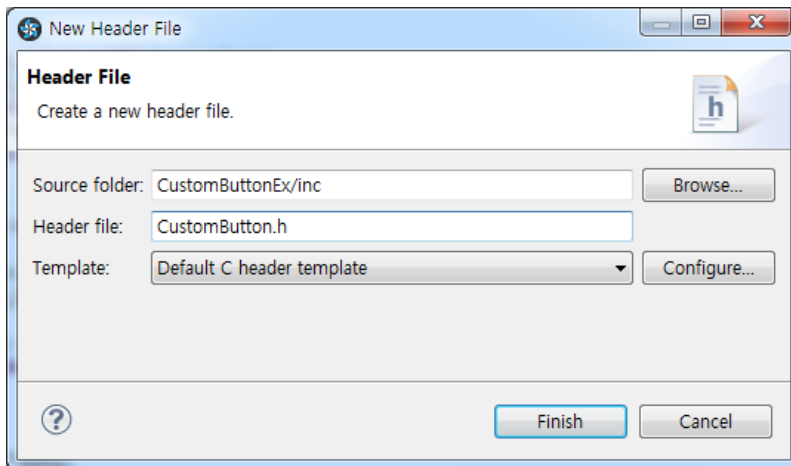 New Header File
Header File
Create a new header file.
h
Source folder: CustomButtonEx/inc Browse...
Header file: CustomButton.h
Template: Default C header template Configure...
? Finish Cancel